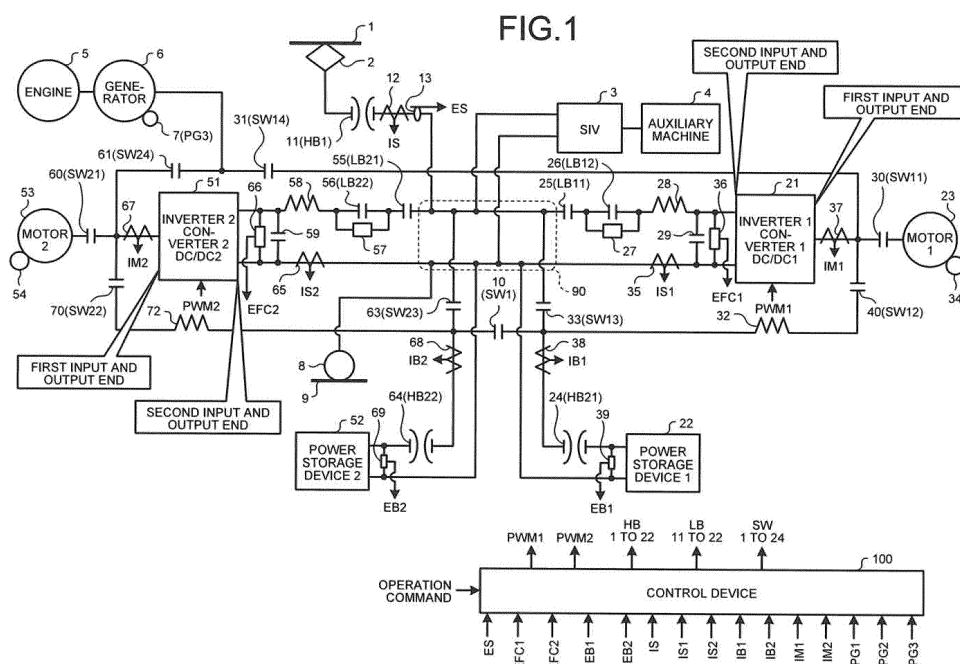 FIG.1
1
2
5
6
ENGINE
GENE-
RATOR
7(PG3)
12
13
ES
IS
11(HB1)
3
SIV
4
AUXILIARY
MACHINE
SECOND INPUT AND
OUTPUT END
FIRST INPUT AND
OUTPUT END
31(SW14)
61(SW24)
60(SW21)
53
MOTOR
2
54
67
IM2
51
INVERTER 2
CON-
VERTER 2
DC/DC2
66
58
56(LB22)
55(LB21)
57
59
EFC2
65
IS2
PWM2
70(SW22)
72
25(LB11)
26(LB12)
27
28
29
36
35
IS1
EFC1
21
INVERTER 1
CON-
VERTER 1
DC/DC1
37
IM1
30(SW11)
23
MOTOR 1
34
PWM1
32
40(SW12)
90
10
(SW1)
63(SW23)
33(SW13)
8
9
68
IB2
38
IB1
FIRST INPUT AND
OUTPUT END
SECOND INPUT AND
OUTPUT END
64(HB22)
24(HB21)
52
POWER
STORAGE
DEVICE 2
69
EB2
39
EB1
22
POWER
STORAGE
DEVICE 1
PWM1
PWM2
HB
1 TO 22
LB
11 TO 22
SW
1 TO 24
100
OPERATION
COMMAND
CONTROL DEVICE
ES
EFC1
EFC2
EB1
EB2
IS
IS1
IS2
IB1
IB2
IM1
IM2
PG1
PG2
PG3